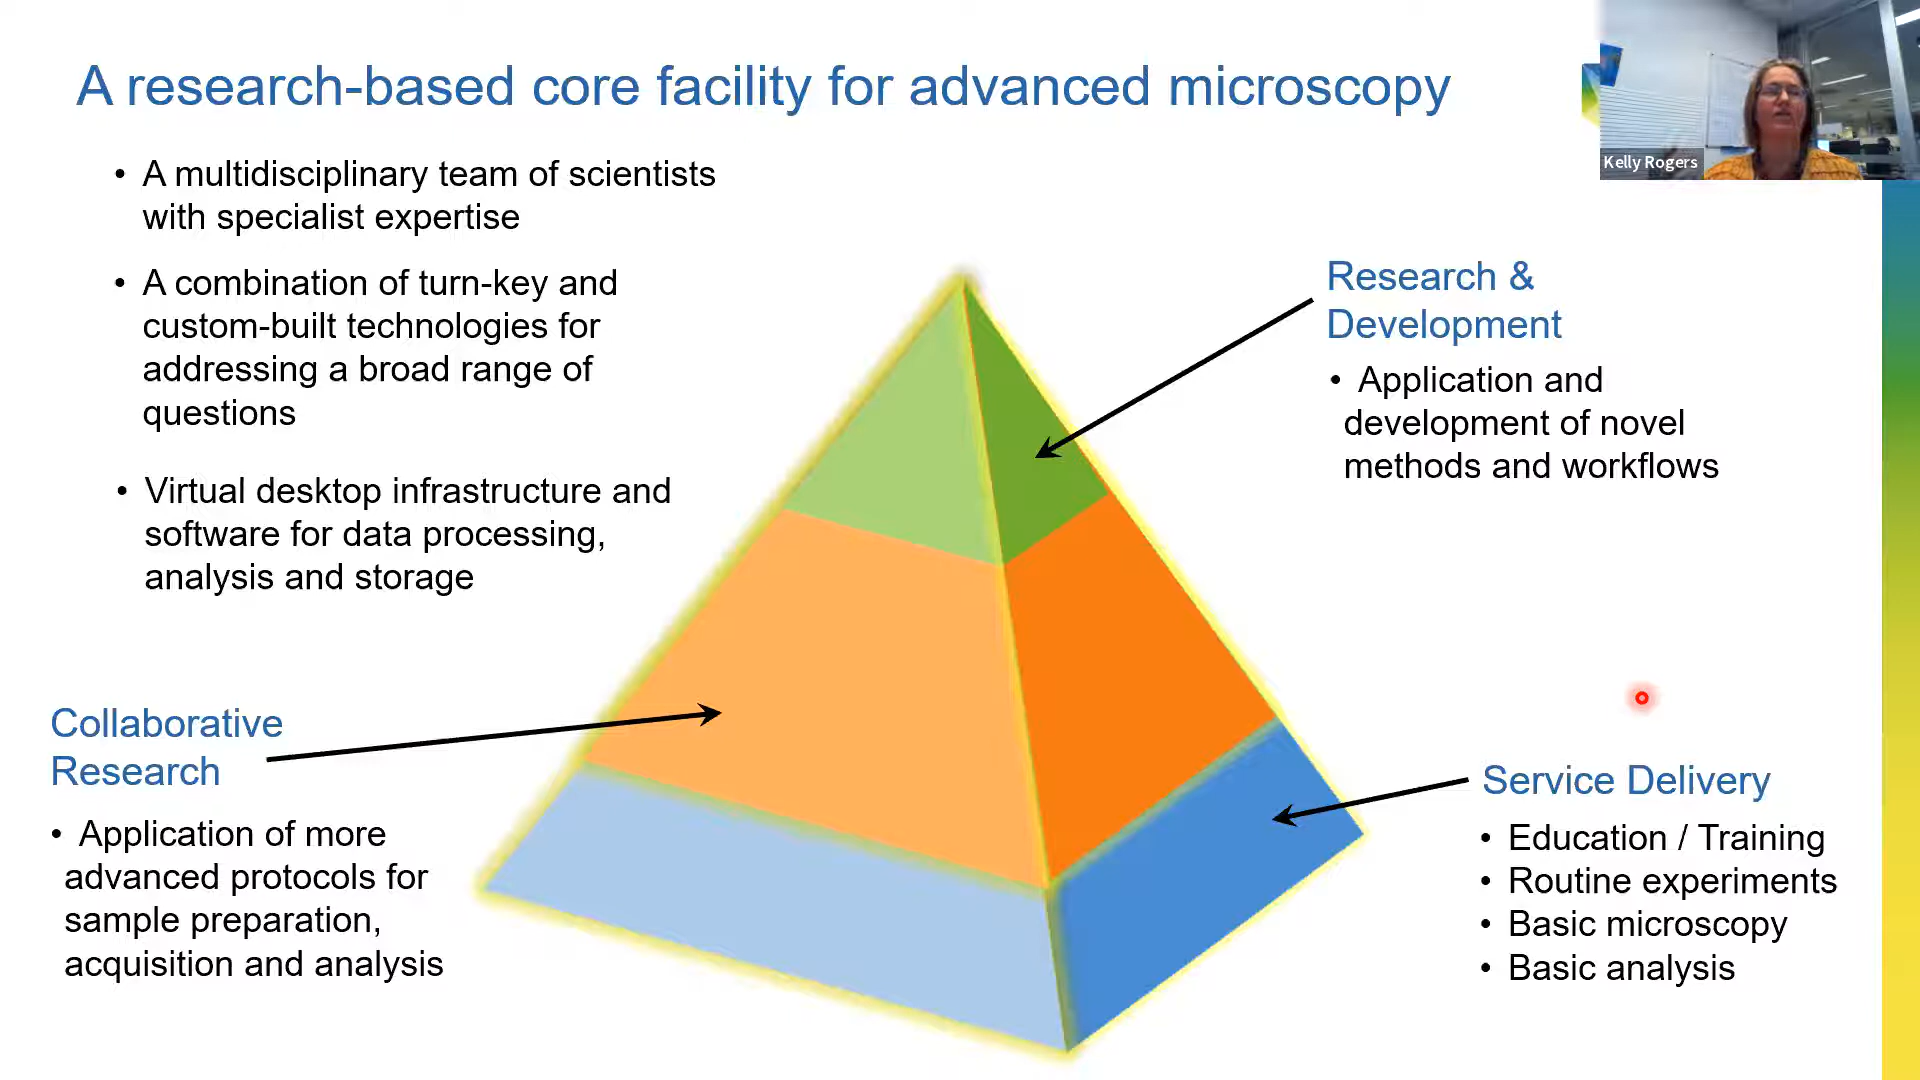 A research-based core facility for advanced microscopy
Kelly Rogers
• A multidisciplinary team of scientists
with specialist expertise
• A combination of turn-key and
custom-built technologies for
addressing a broad range of
questions
• Virtual desktop infrastructure and
software for data processing,
analysis and storage
Research &
Development
• Application and
development of novel
methods and workflows
Collaborative
Research
• Application of more
advanced protocols for
sample preparation,
acquisition and analysis
Service Delivery
• Education / Training
• Routine experiments
• Basic microscopy
• Basic analysis